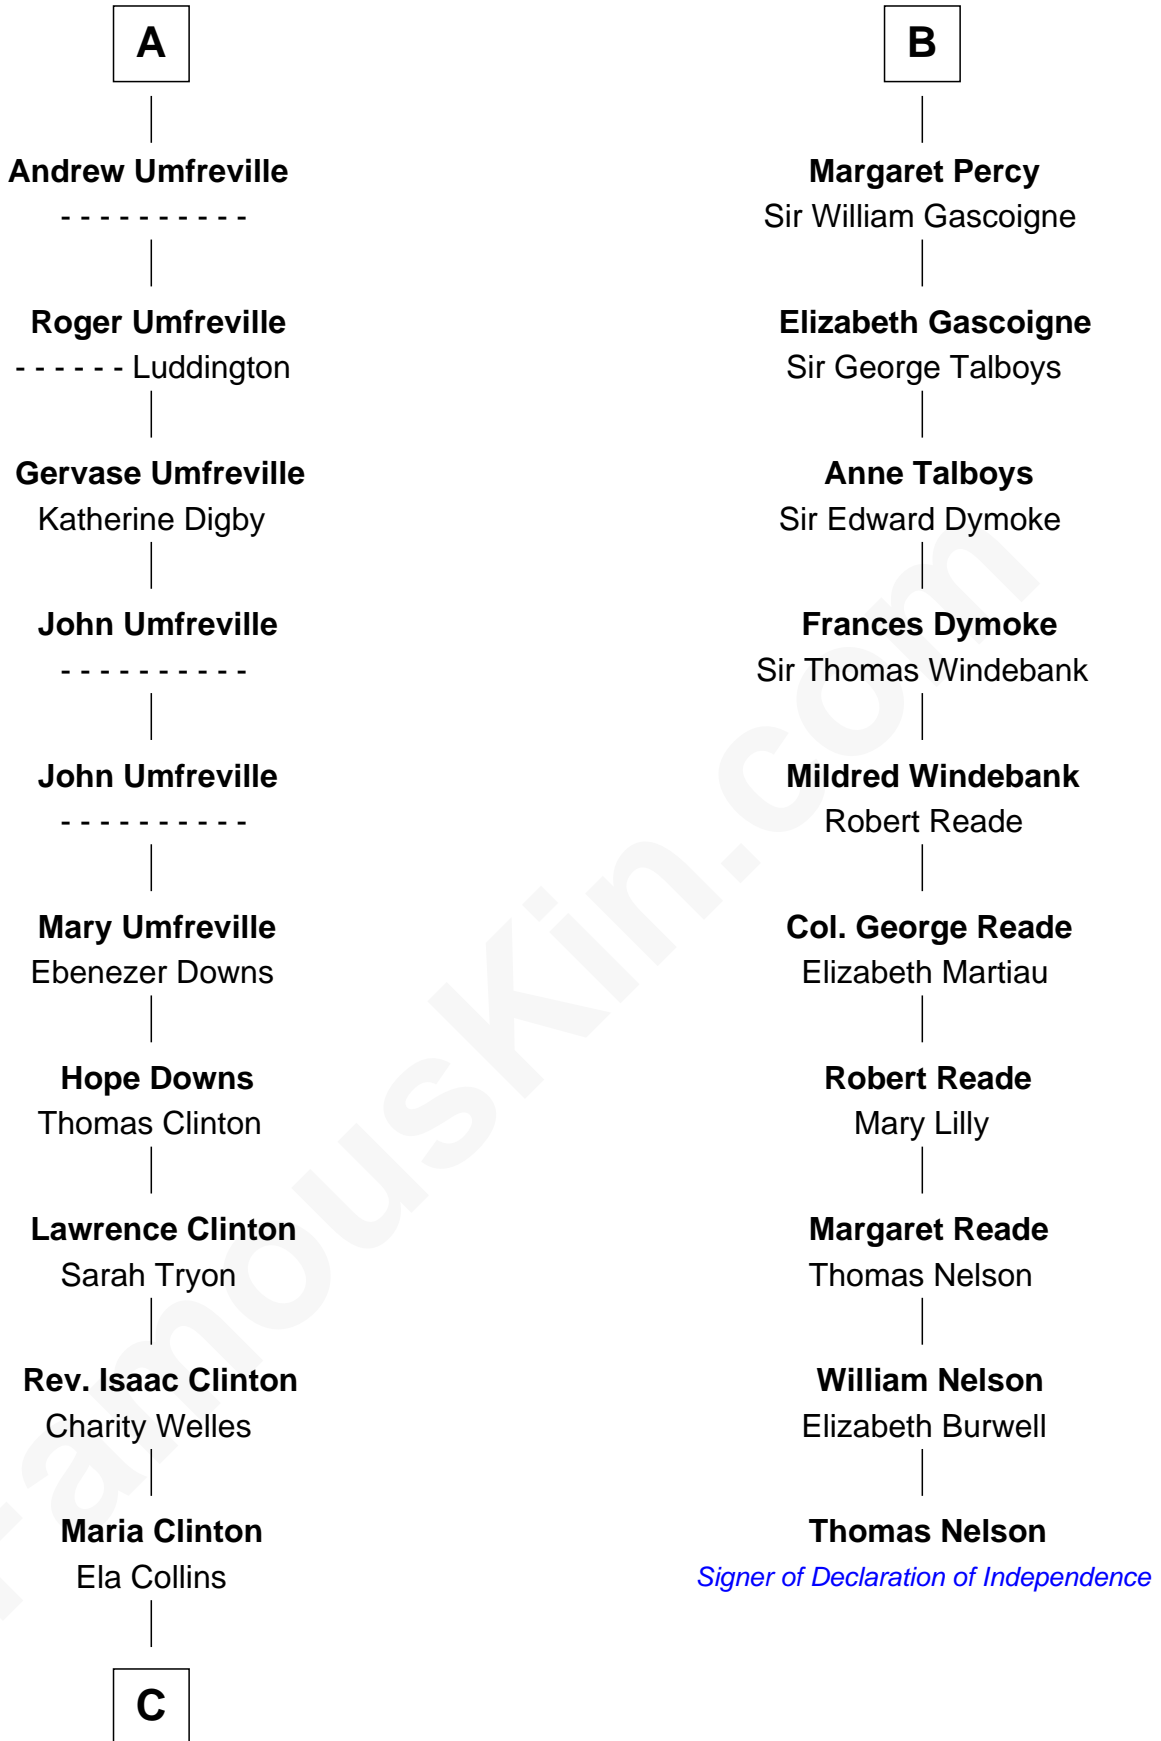 A
Andrew Umfreville
- - - - - - - - - -
Roger Umfreville
- - - - - - Luddington
Gervase Umfreville
Katherine Digby
John Umfreville
- - - - - - - - - -
John Umfreville
- - - - - - - - - -
Mary Umfreville
Ebenezer Downs
Hope Downs
Thomas Clinton
Lawrence Clinton
Sarah Tryon
Rev. Isaac Clinton
Charity Welles
Maria Clinton
Ela Collins
C
B
Margaret Percy
Sir William Gascoigne
Elizabeth Gascoigne
Sir George Talboys
Anne Talboys
Sir Edward Dymoke
Frances Dymoke
Sir Thomas Windebank
Mildred Windebank
Robert Reade
Col. George Reade
Elizabeth Martiau
Robert Reade
Mary Lilly
Margaret Reade
Thomas Nelson
William Nelson
Elizabeth Burwell
Thomas Nelson
Signer of Declaration of Independence
FamousKin.com